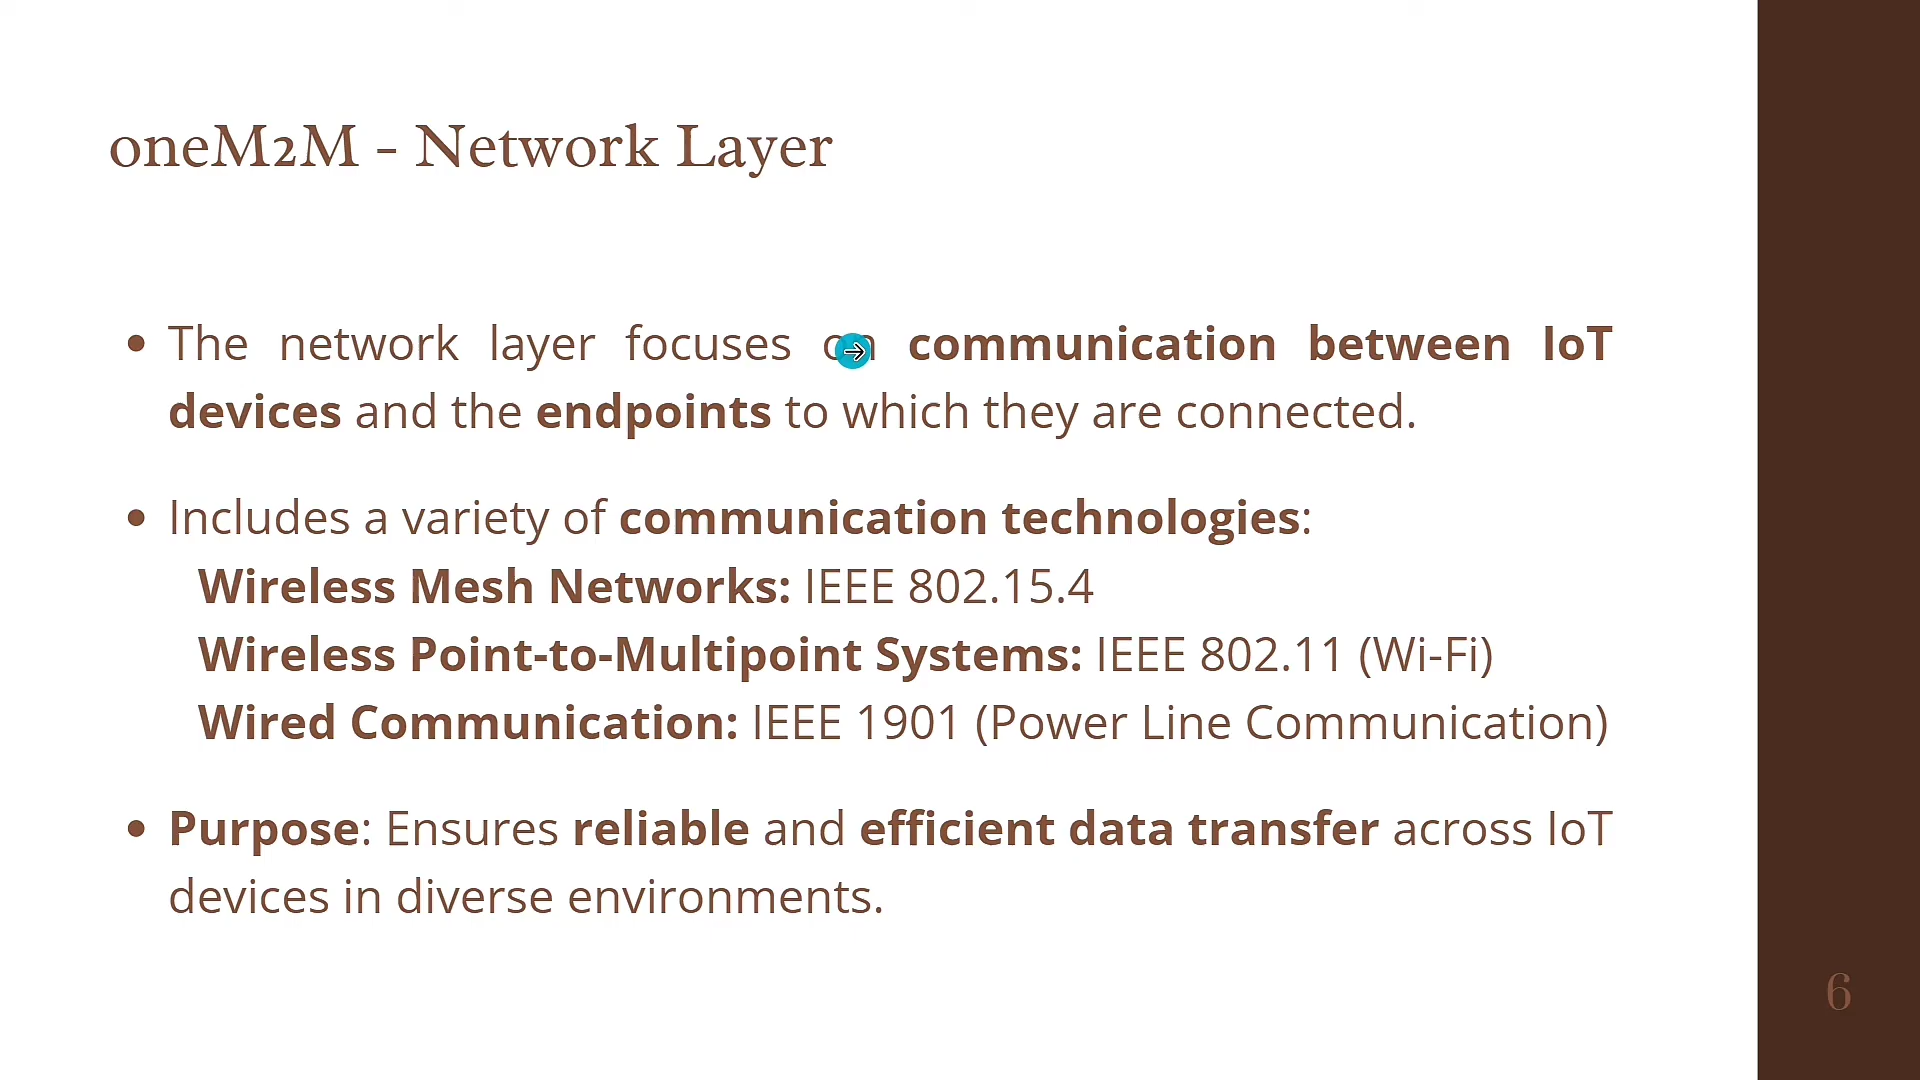 oneM2M - Network Layer
• The network layer focuses on communication between IoT
devices and the endpoints to which they are connected.
• Includes a variety of communication technologies:
Wireless Mesh Networks: IEEE 802.15.4
Wireless Point-to-Multipoint Systems: IEEE 802.11 (Wi-Fi)
Wired Communication: IEEE 1901 (Power Line Communication)
• Purpose: Ensures reliable and efficient data transfer across IoT
devices in diverse environments.
6